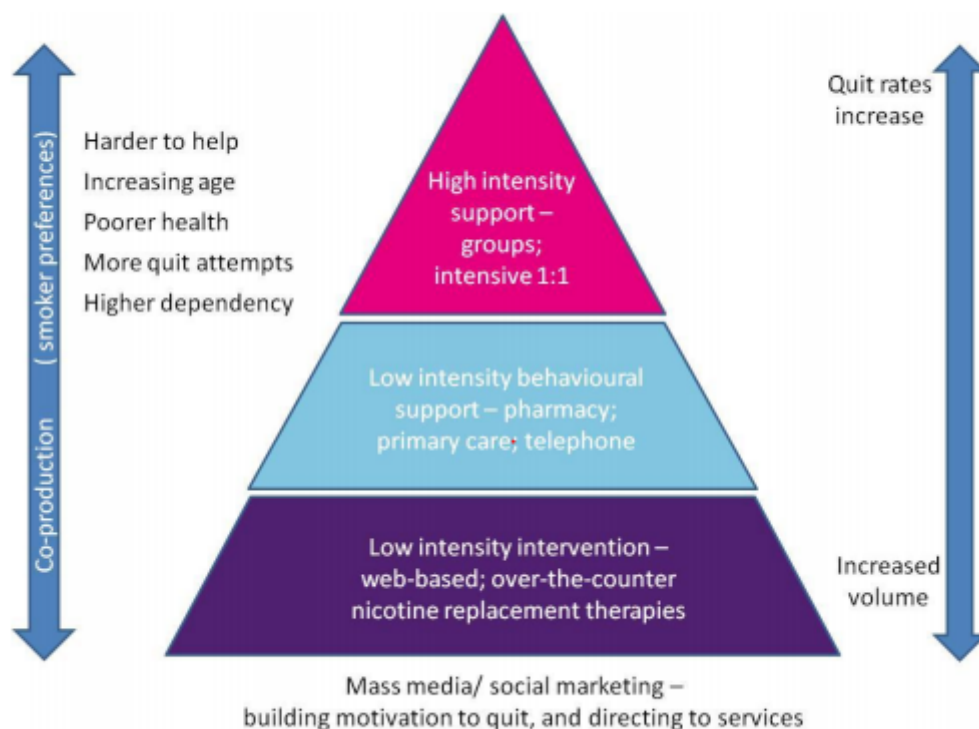 Quit rates
increase
Harder to help
Increasing age
Poorer health
More quit attempts
Higher dependency
Co-production ( smoker preferences)
High intensity
support –
groups;
intensive 1:1
Low intensity behavioural
support – pharmacy;
primary care; telephone
Low intensity intervention –
web-based; over-the-counter
nicotine replacement therapies
Increased
volume
Mass media/ social marketing –
building motivation to quit, and directing to services